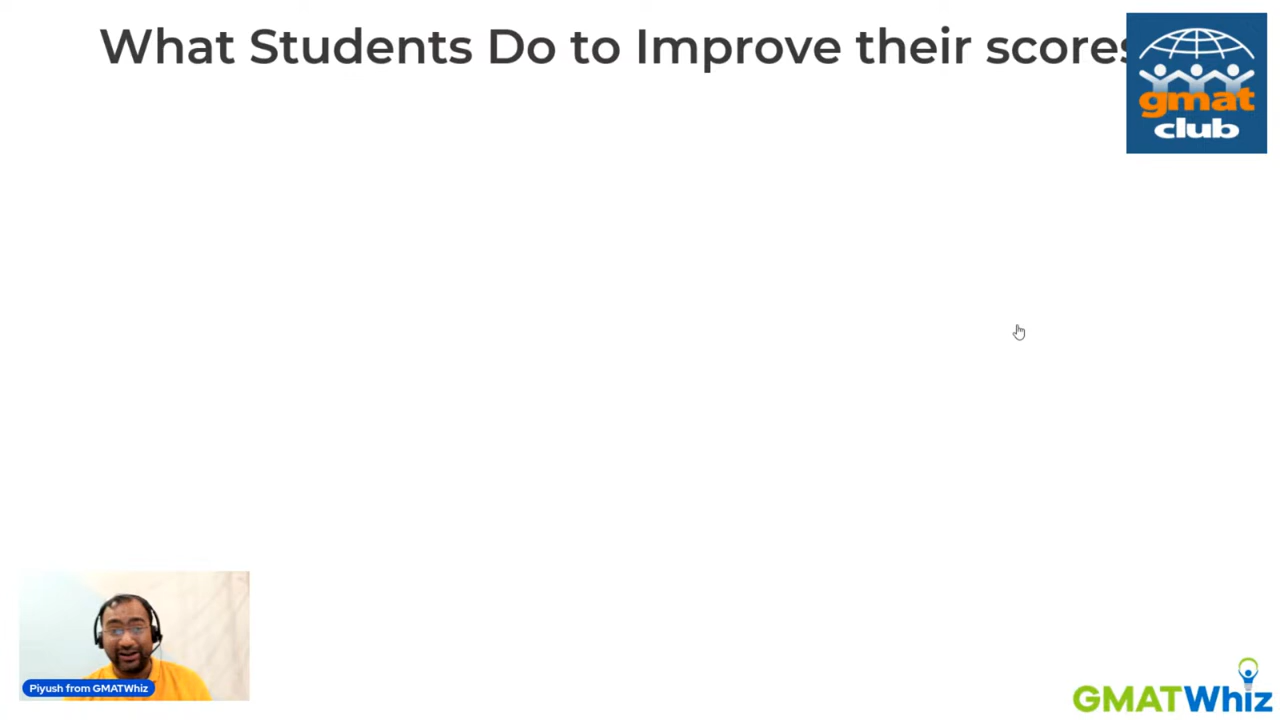 What Students Do to Improve their scores
gmat
club
Piyush from GMATWhiz
GMATWhiz